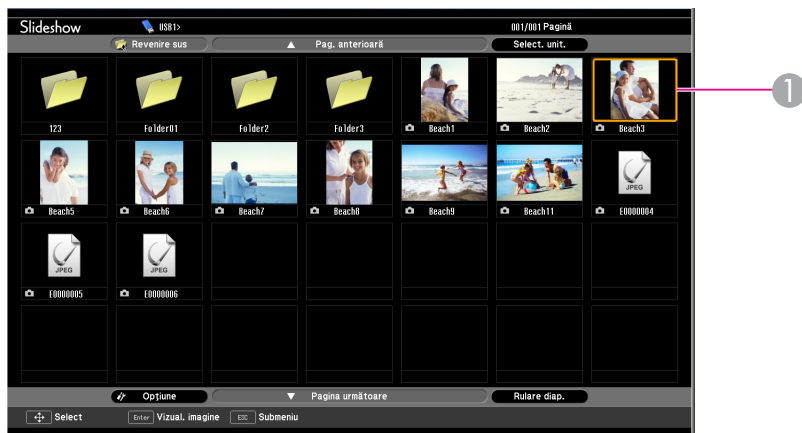 Slideshow USB1> 001/001 Pagină
Revenire sus ▲ Pag. anterioară Select. unit.
123 Folder01 Folder2 Folder3 Beach1 Beach2 Beach3
1
Beach5 Beach6 Beach7 Beach8 Beach9 Beach11 JPEG E0000004
JPEG E0000005 JPEG E0000006
Opţiune ▼ Pagina următoare Rulare diap.
Select Enter Vizual. imagine ESC Submeniu